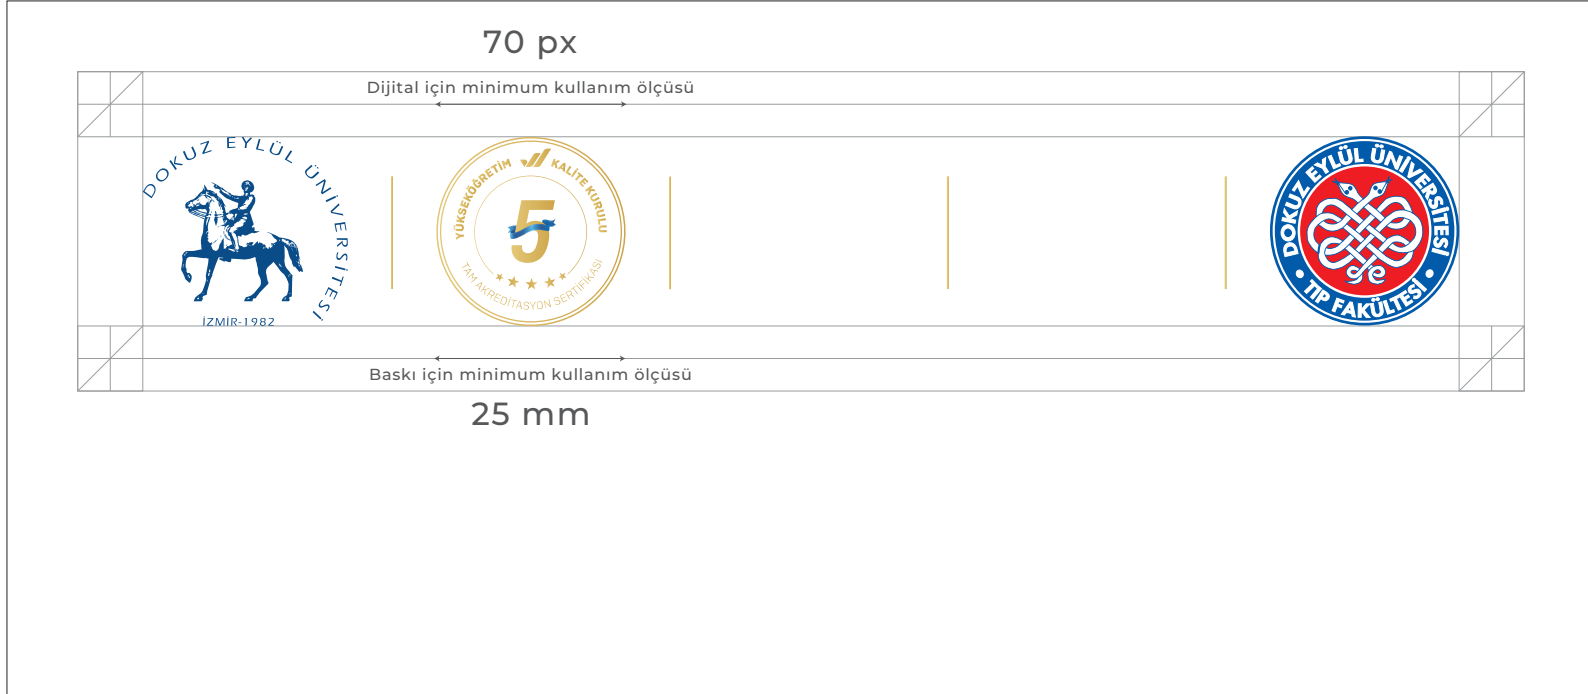 70 px
Dijital için minimum kullanım ölçüsü
DOKUZ EYLÜL ÜNİVERSİTESİ
İZMİR-1982
YÜKSEKÖĞRETİM KALİTE KURULU
5
TAM AKREDİTASYON SERTİFİKASI
DOKUZ EYLÜL ÜNİVERSİTESİ
• TIP FAKÜLTESİ •
Baskı için minimum kullanım ölçüsü
25 mm